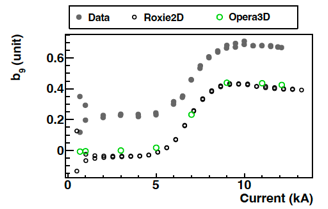 Data Roxie2D Opera3D
b9 (unit)
0.6
0.4
0.2
0
0 5 10
Current (kA)